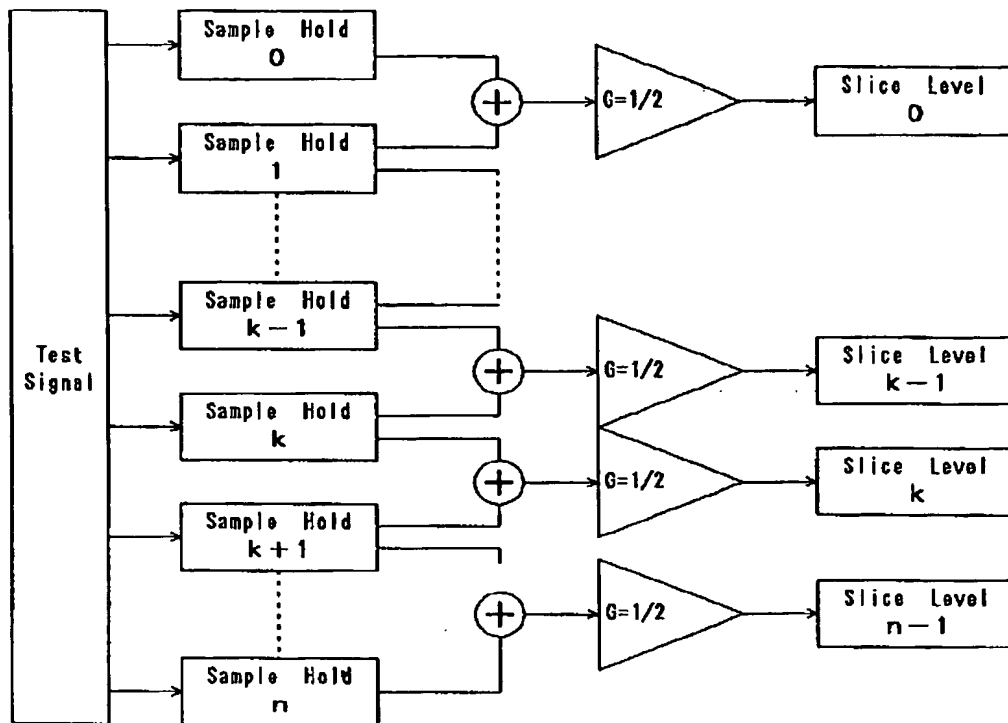 Test
Signal
Sample Hold
0
G=1/2
Slice Level
0
Sample Hold
1
Sample Hold
k-1
G=1/2
Slice Level
k-1
Sample Hold
k
G=1/2
Slice Level
k
Sample Hold
k+1
G=1/2
Slice Level
n-1
Sample Hold
n